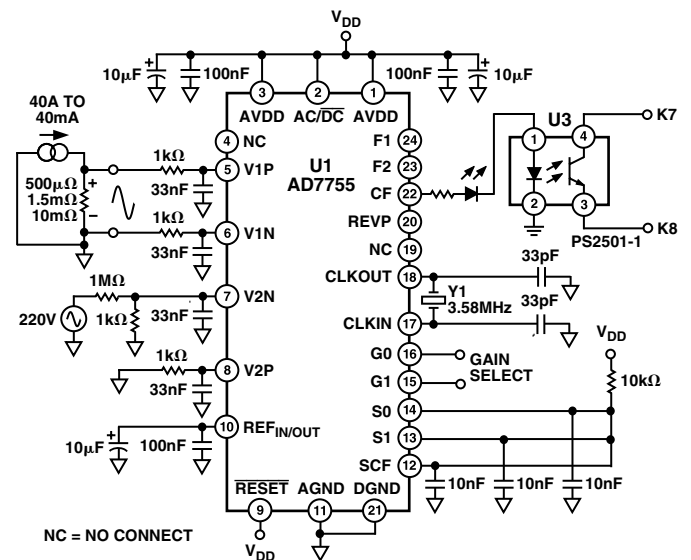 VDD
10µF
100nF
100nF
10µF
3
2
1
AVDD
AC/DC
AVDD
40A TO
40mA
4
NC
U1
AD7755
F1
24
F2
23
CF
22
REVP
20
NC
19
CLKOUT
18
CLKIN
17
G0
16
G1
15
S0
14
S1
13
SCF
12
U3
1
4
2
3
PS2501-1
K7
K8
1kΩ
5
V1P
500µΩ
1.5mΩ
10mΩ
+
–
33nF
1kΩ
6
V1N
33nF
1MΩ
7
V2N
220V
1kΩ
33nF
1kΩ
8
V2P
33nF
10
REFIN/OUT
10µF
100nF
33pF
Y1
3.58MHz
33pF
GAIN
SELECT
VDD
10kΩ
10nF
10nF
10nF
RESET
AGND
DGND
9
11
21
VDD
NC = NO CONNECT